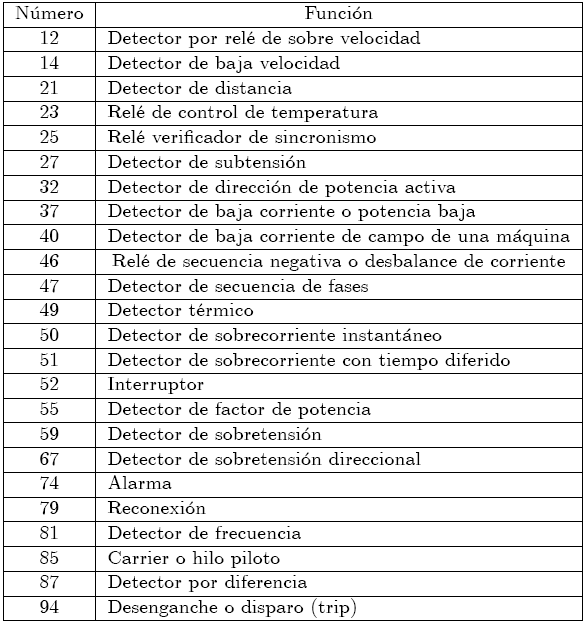 Número Función
12 Detector por relé de sobre velocidad
14 Detector de baja velocidad
21 Detector de distancia
23 Relé de control de temperatura
25 Relé verificador de sincronismo
27 Detector de subtensión
32 Detector de dirección de potencia activa
37 Detector de baja corriente o potencia baja
40 Detector de baja corriente de campo de una máquina
46 Relé de secuencia negativa o desbalance de corriente
47 Detector de secuencia de fases
49 Detector térmico
50 Detector de sobrecorriente instantáneo
51 Detector de sobrecorriente con tiempo diferido
52 Interruptor
55 Detector de factor de potencia
59 Detector de sobretensión
67 Detector de sobretensión direccional
74 Alarma
79 Reconexión
81 Detector de frecuencia
85 Carrier o hilo piloto
87 Detector por diferencia
94 Desenganche o disparo (trip)